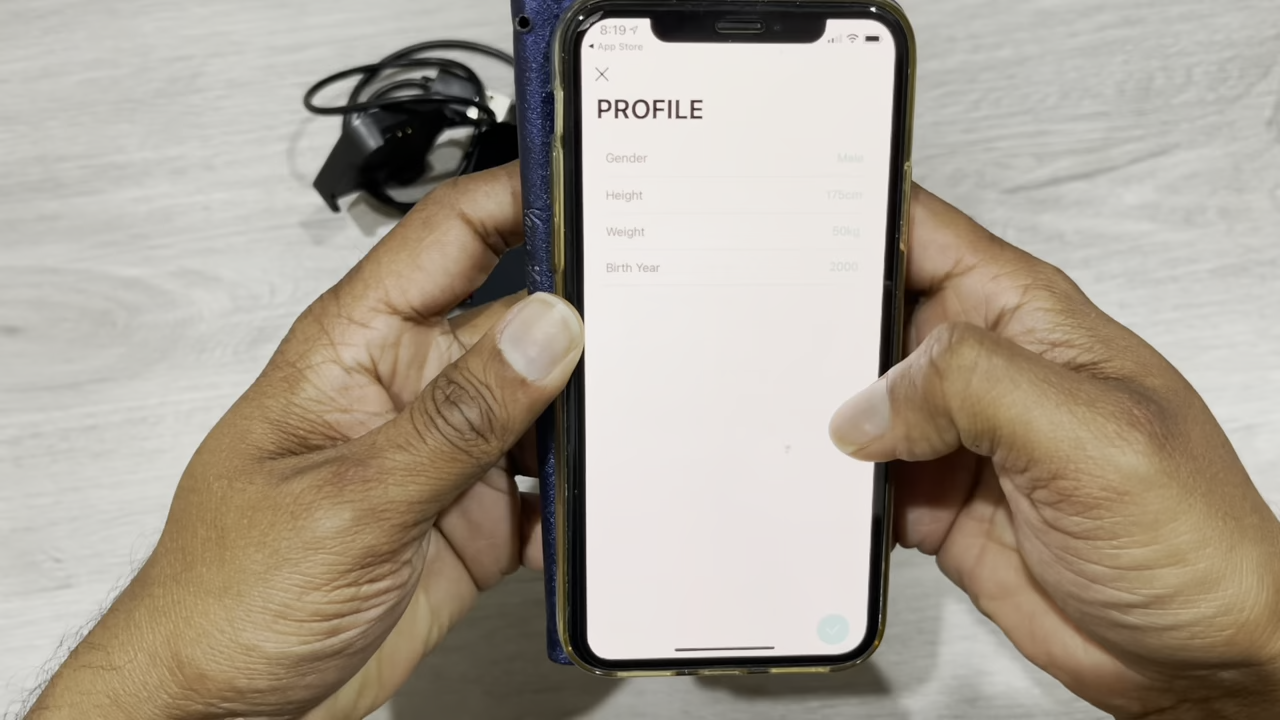 8:19
App Store
PROFILE
Gender Male
Height 175cm
Weight 50kg
Birth Year 2000